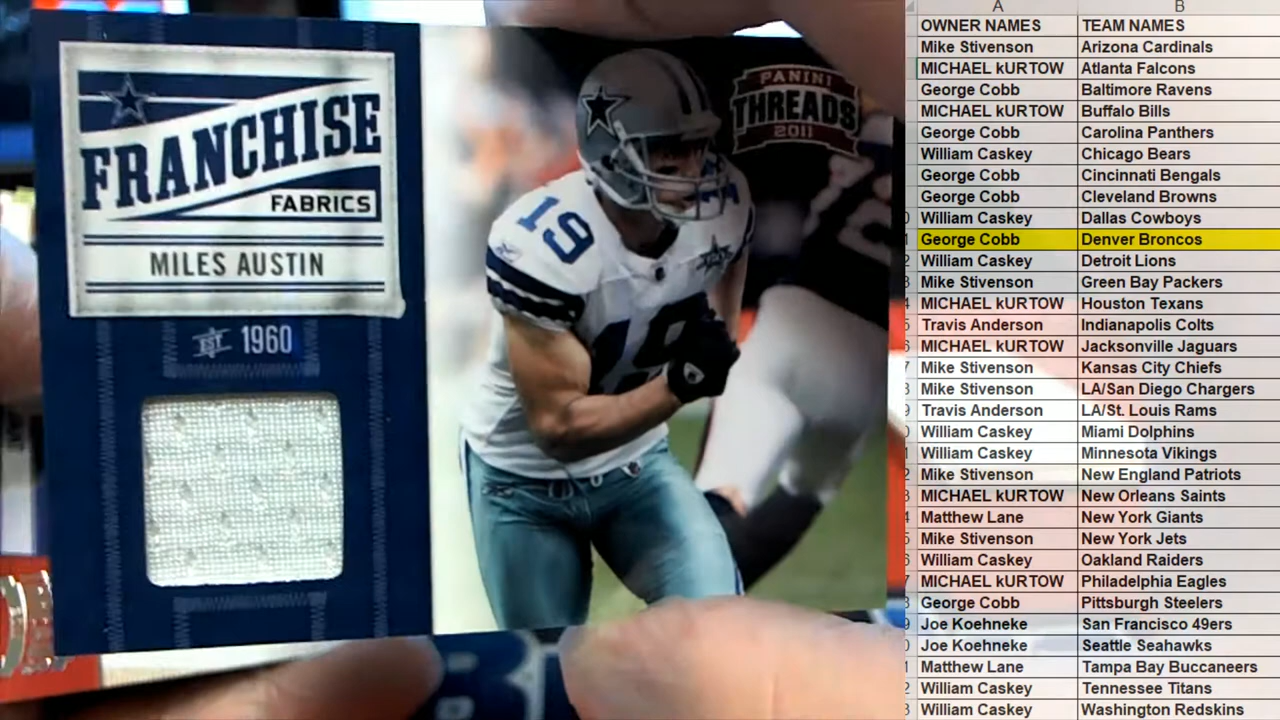 FRANCHISE
FABRICS
MILES AUSTIN
EST 1960
PANINI
THREADS
2011
19
19
A B
OWNER NAMES TEAM NAMES
Mike Stivenson Arizona Cardinals
MICHAEL kURTOW Atlanta Falcons
George Cobb Baltimore Ravens
MICHAEL kURTOW Buffalo Bills
George Cobb Carolina Panthers
William Caskey Chicago Bears
George Cobb Cincinnati Bengals
George Cobb Cleveland Browns
William Caskey Dallas Cowboys
George Cobb Denver Broncos
William Caskey Detroit Lions
Mike Stivenson Green Bay Packers
MICHAEL kURTOW Houston Texans
Travis Anderson Indianapolis Colts
MICHAEL kURTOW Jacksonville Jaguars
Mike Stivenson Kansas City Chiefs
Mike Stivenson LA/San Diego Chargers
Travis Anderson LA/St. Louis Rams
William Caskey Miami Dolphins
William Caskey Minnesota Vikings
Mike Stivenson New England Patriots
MICHAEL kURTOW New Orleans Saints
Matthew Lane New York Giants
Mike Stivenson New York Jets
William Caskey Oakland Raiders
MICHAEL kURTOW Philadelphia Eagles
George Cobb Pittsburgh Steelers
Joe Koehneke San Francisco 49ers
Joe Koehneke Seattle Seahawks
Matthew Lane Tampa Bay Buccaneers
William Caskey Tennessee Titans
William Caskey Washington Redskins